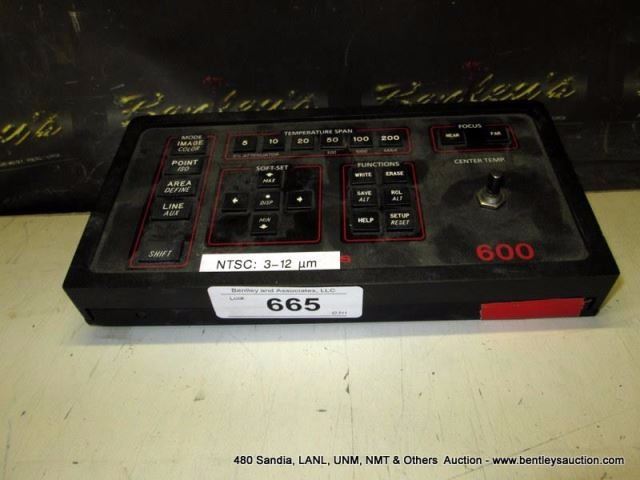 Bentley's
MODE
IMAGE
COLOR
POINT
ISO
AREA
DEFINE
LINE
AUX
SHIFT
TEMPERATURE SPAN
5 10 20 50 100 200
SOFT-SET
MAX
DISP
MIN
FUNCTIONS
WRITE ERASE
SAVE
ALT
RCL
ALT
HELP
SETUP
RESET
FOCUS
NEAR FAR
CENTER TEMP.
600
NTSC: 3–12 µm
Bentley and Associates, LLC.
Lot#
665
480 Sandia, LANL, UNM, NMT & Others Auction - www.bentleysauction.com